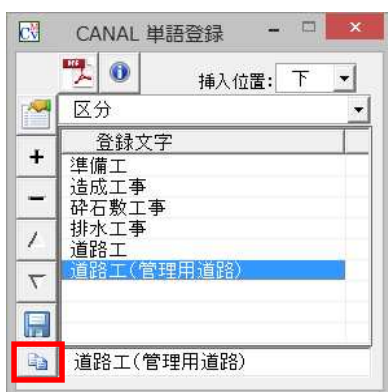 CANAL 単語登録
挿入位置: 下
区分
登録文字
準備工
造成工事
砕石敷工事
排水工事
道路工
道路工(管理用道路)
道路工(管理用道路)